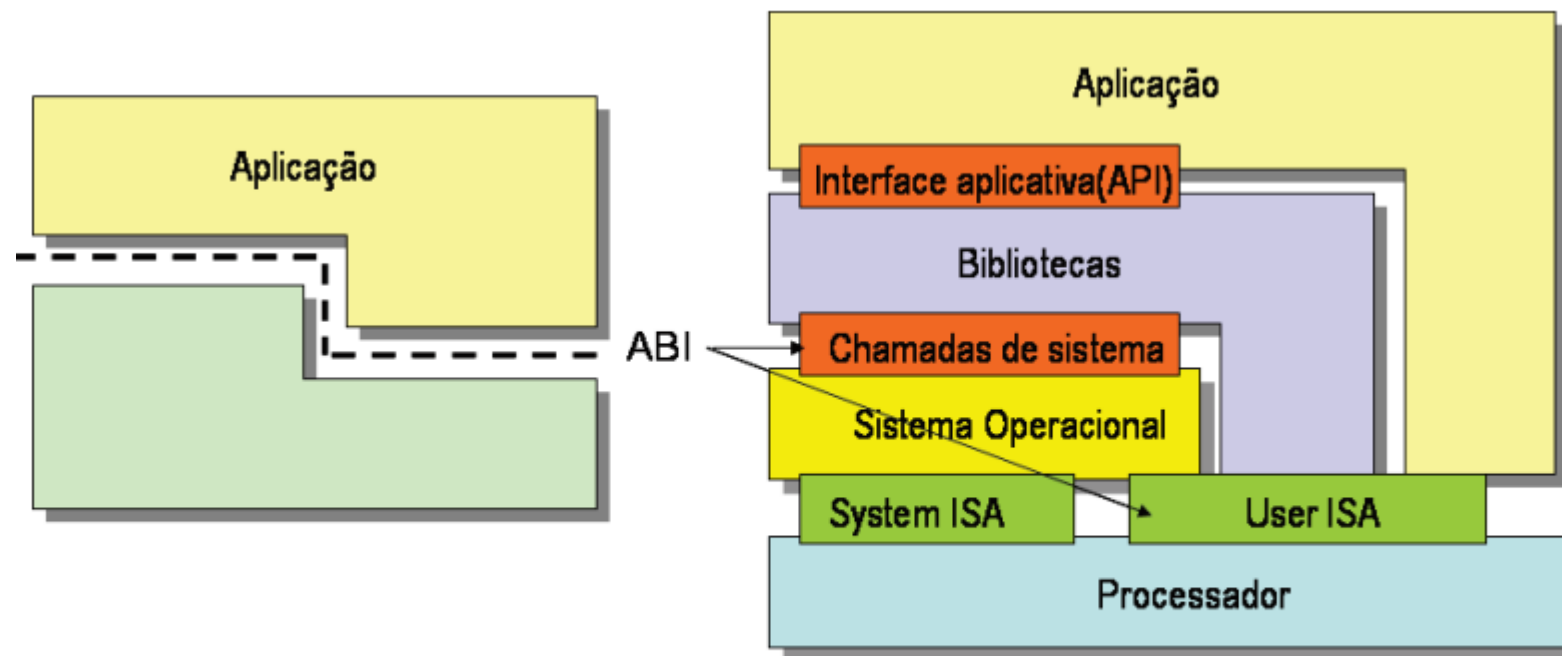 Aplicação
ABI
Aplicação
Interface aplicativa(API)
Bibliotecas
Chamadas de sistema
Sistema Operacional
System ISA
User ISA
Processador